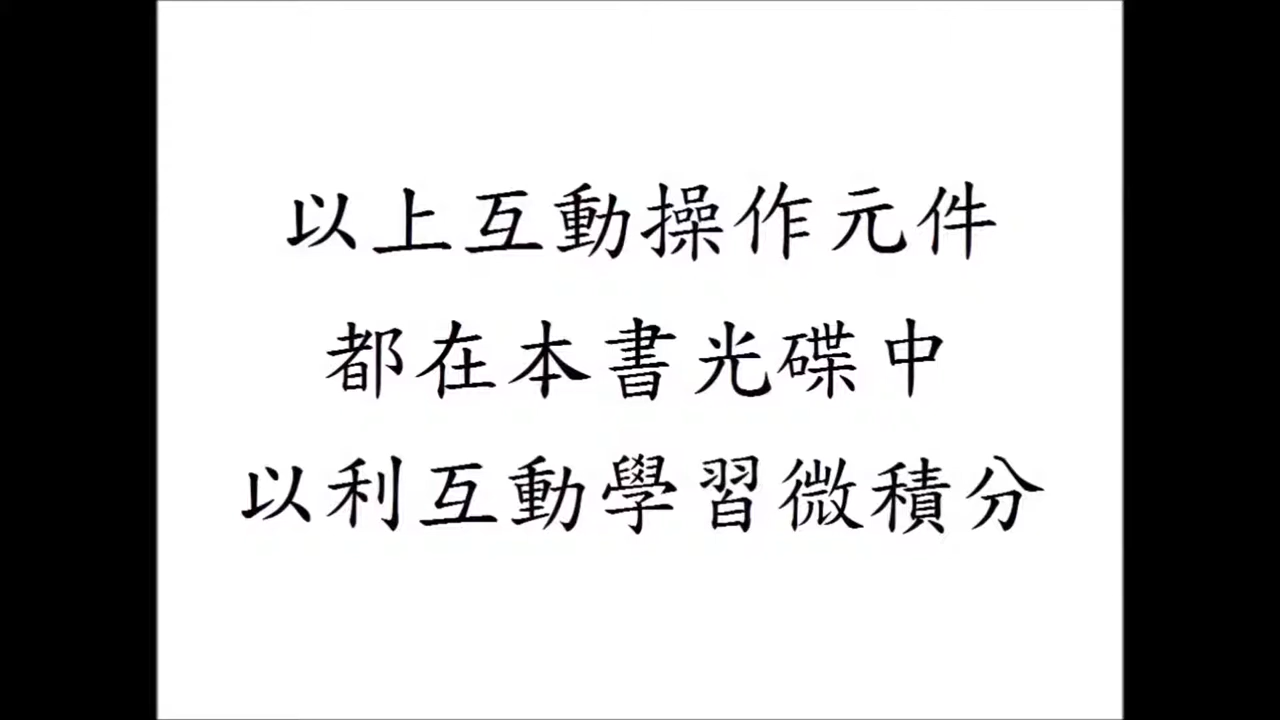 以上互動操作元件
都在本書光碟中
以利互動學習微積分